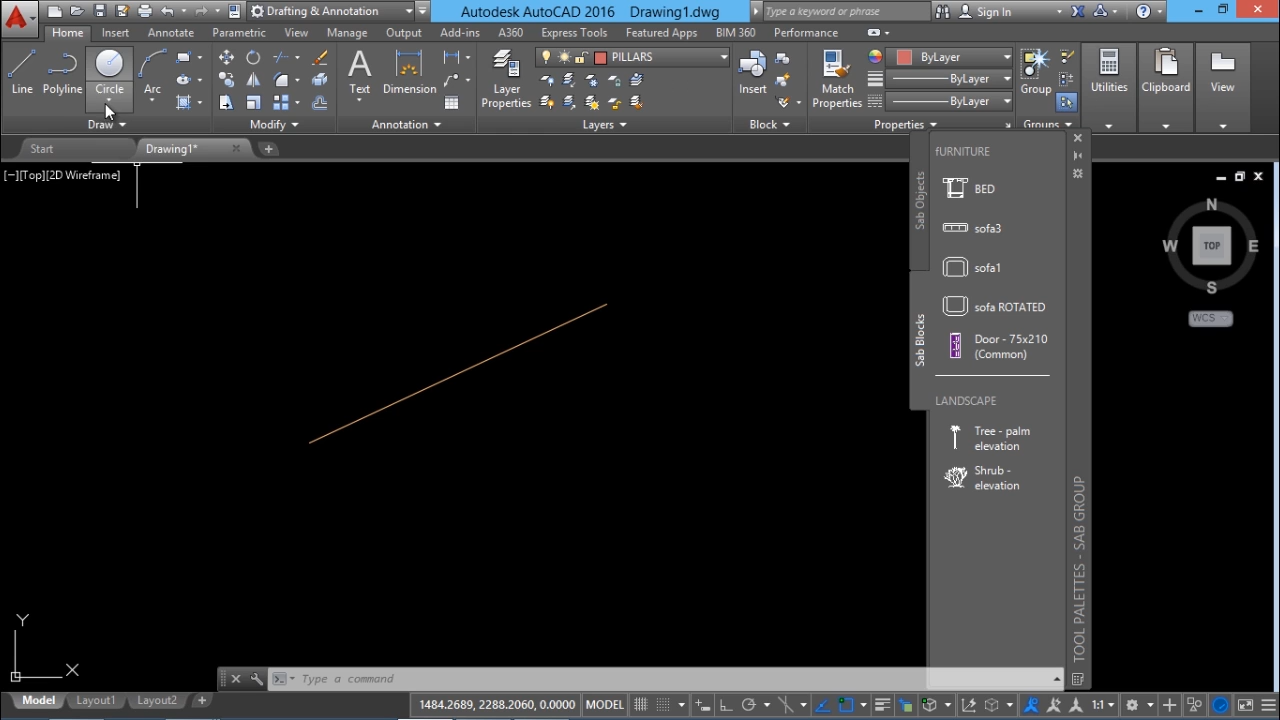 Drafting & Annotation
Autodesk AutoCAD 2016 Drawing1.dwg
Type a keyword or phrase
Sign In
Home Insert Annotate Parametric View Manage Output Add-ins A360 Express Tools Featured Apps BIM 360 Performance
PILLARS
ByLayer
Line Polyline Circle Arc Text Dimension Layer Properties Insert Match Properties Group Utilities Clipboard View
ByLayer
ByLayer
Draw Modify Annotation Layers Block Properties Groups
Start Drawing1* 
[−][Top][2D Wireframe]
fURNITURE
BED
sofa3
sofa1
sofa ROTATED
Door - 75x210
(Common)
LANDSCAPE
Tree - palm
elevation
Shrub -
elevation
Sab Objects
Sab Blocks
TOOL PALETTES - SAB GROUP
N
W TOP E
S
WCS
Y
X
Type a command
Model Layout1 Layout2
1484.2689, 2288.2090, 0.0000 MODEL 1:1